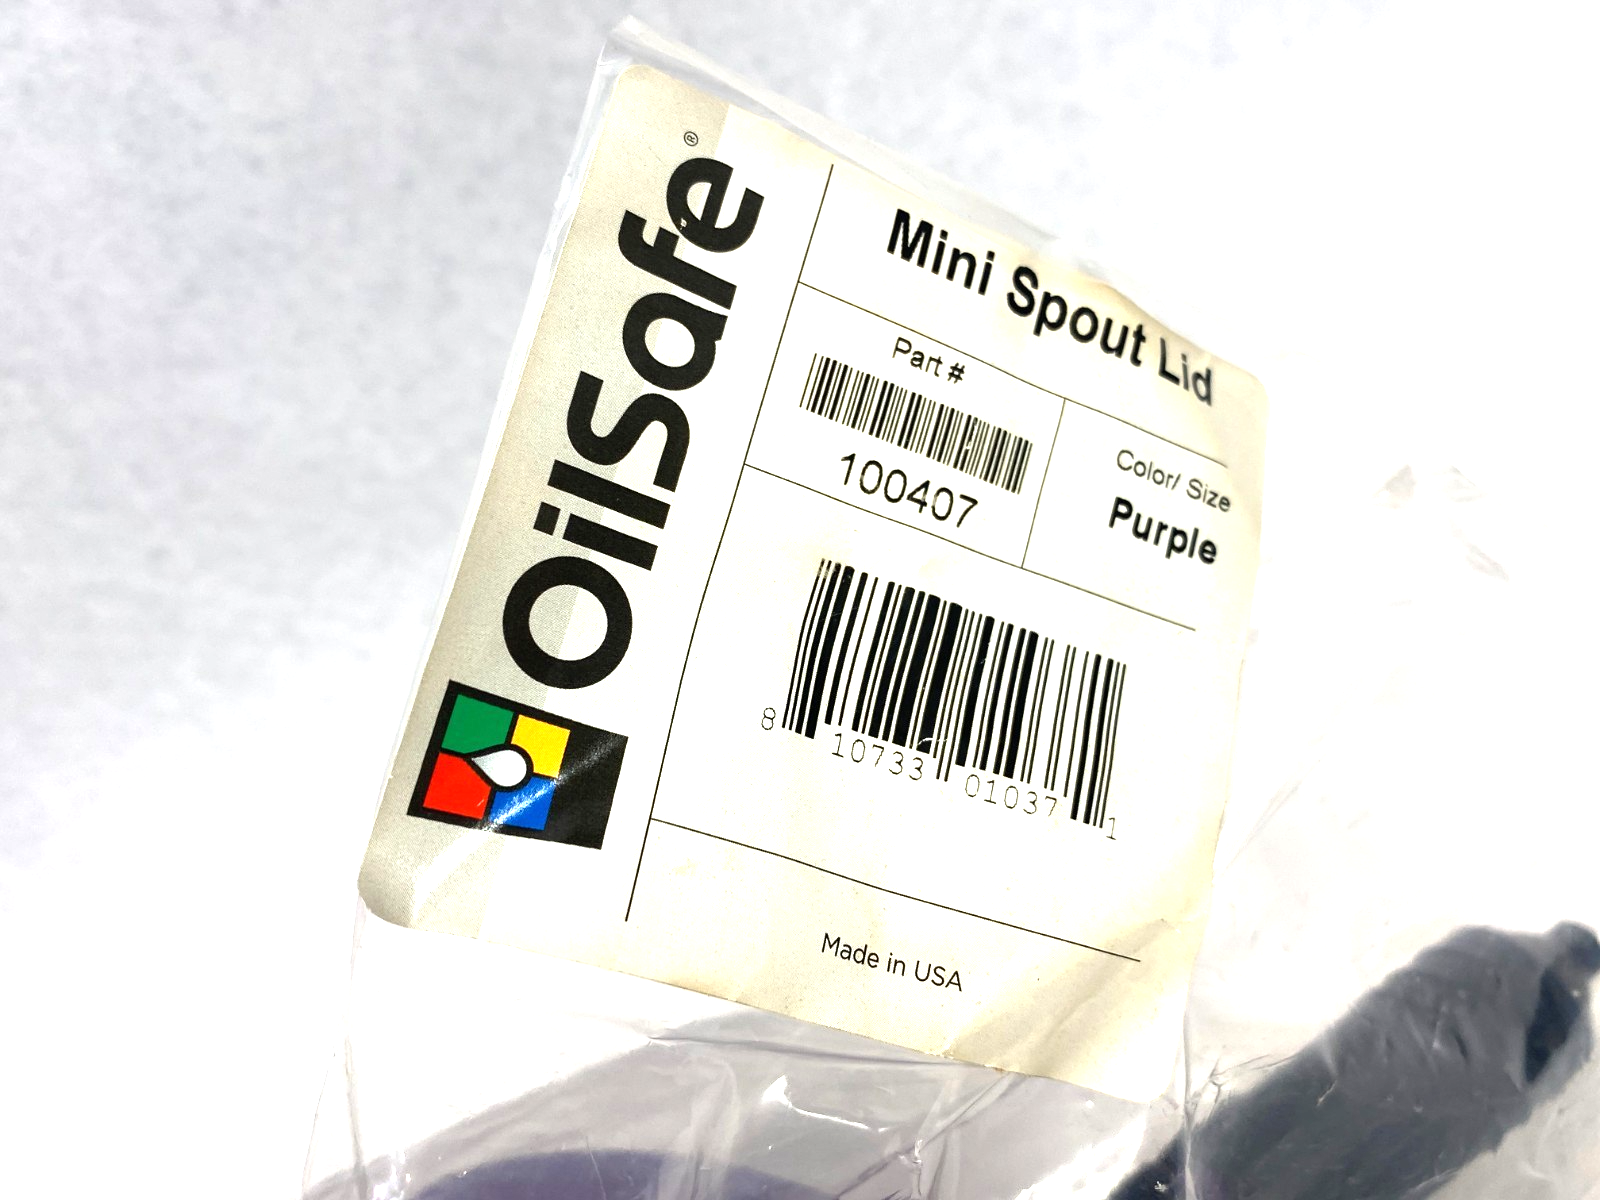 OilSafe®
Mini Spout Lid
Part #
100407
Color/ Size
Purple
8 10733 01037 1
Made in USA